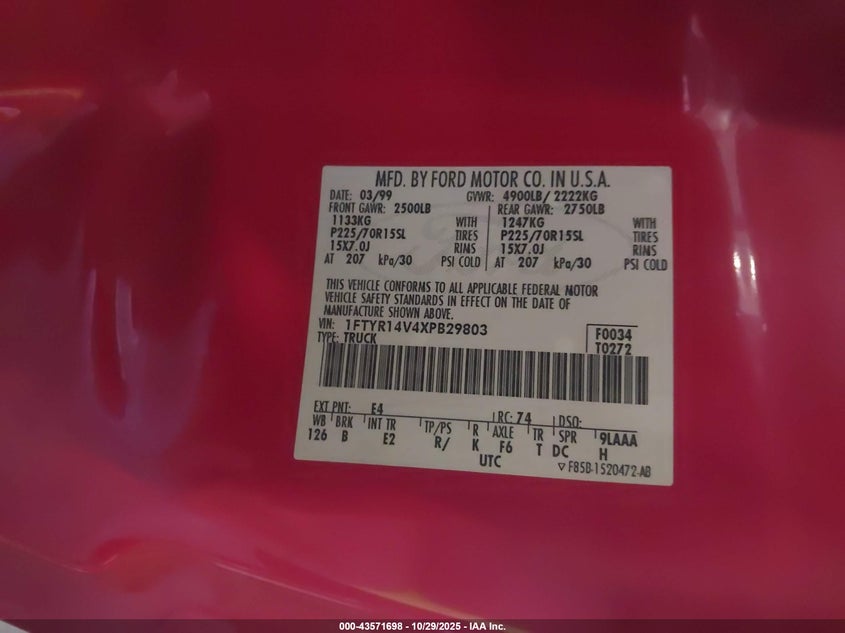 MFD. BY FORD MOTOR CO. IN U.S.A.
DATE: 03/99 GVWR: 4900LB/ 2222KG
FRONT GAWR: 2500LB REAR GAWR: 2750LB
1133KG WITH 1247KG WITH
P225/70R15SL TIRES P225/70R15SL TIRES
15X7.0J RIMS 15X7.0J RIMS
AT 207 kPa/30 PSI COLD AT 207 kPa/30 PSI COLD
THIS VEHICLE CONFORMS TO ALL APPLICABLE FEDERAL MOTOR
VEHICLE SAFETY STANDARDS IN EFFECT ON THE DATE OF
MANUFACTURE SHOWN ABOVE.
VIN: 1FTYR14V4XPB29803 F0034
TYPE: TRUCK T0272
EXT PNT: E4 RC: 74 DSO:
WB BRK INT TR TP/PS R AXLE TR SPR 9LAAA
126 B E2 R/ K F6 T DC H
UTC ▽ F85B-1520472-AB
000-43571698 - 10/29/2025 - IAA Inc.